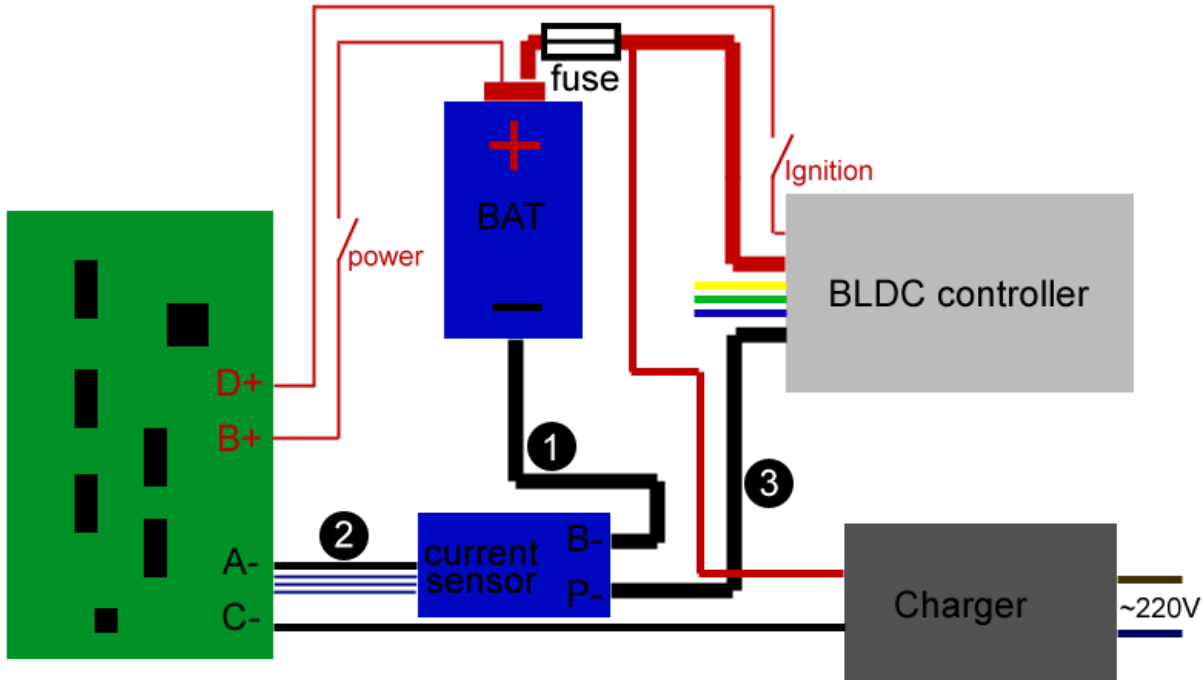 fuse
+
Ignition
BAT
power
−
BLDC controller
D+
B+
1
3
2
A-
C-
current
sensor
B-
P-
Charger
~220V